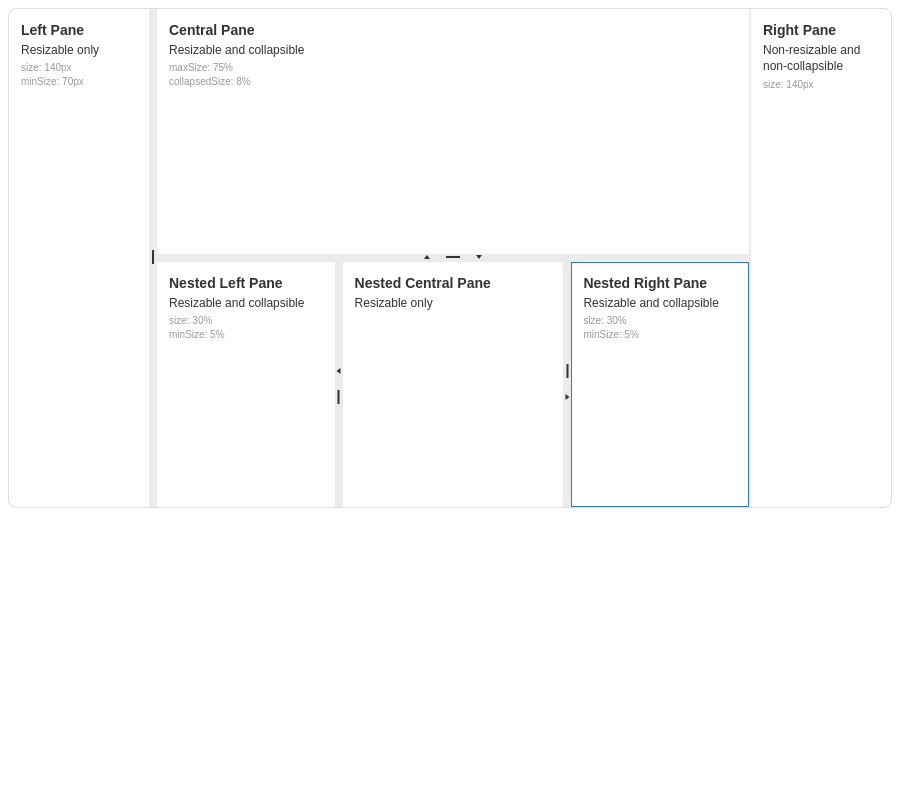 Left Pane
Resizable only
size: 140px
minSize: 70px
Central Pane
Resizable and collapsible
maxSize: 75%
collapsedSize: 8%
Right Pane
Non-resizable and
non-collapsible
size: 140px
Nested Left Pane
Resizable and collapsible
size: 30%
minSize: 5%
Nested Central Pane
Resizable only
Nested Right Pane
Resizable and collapsible
size: 30%
minSize: 5%